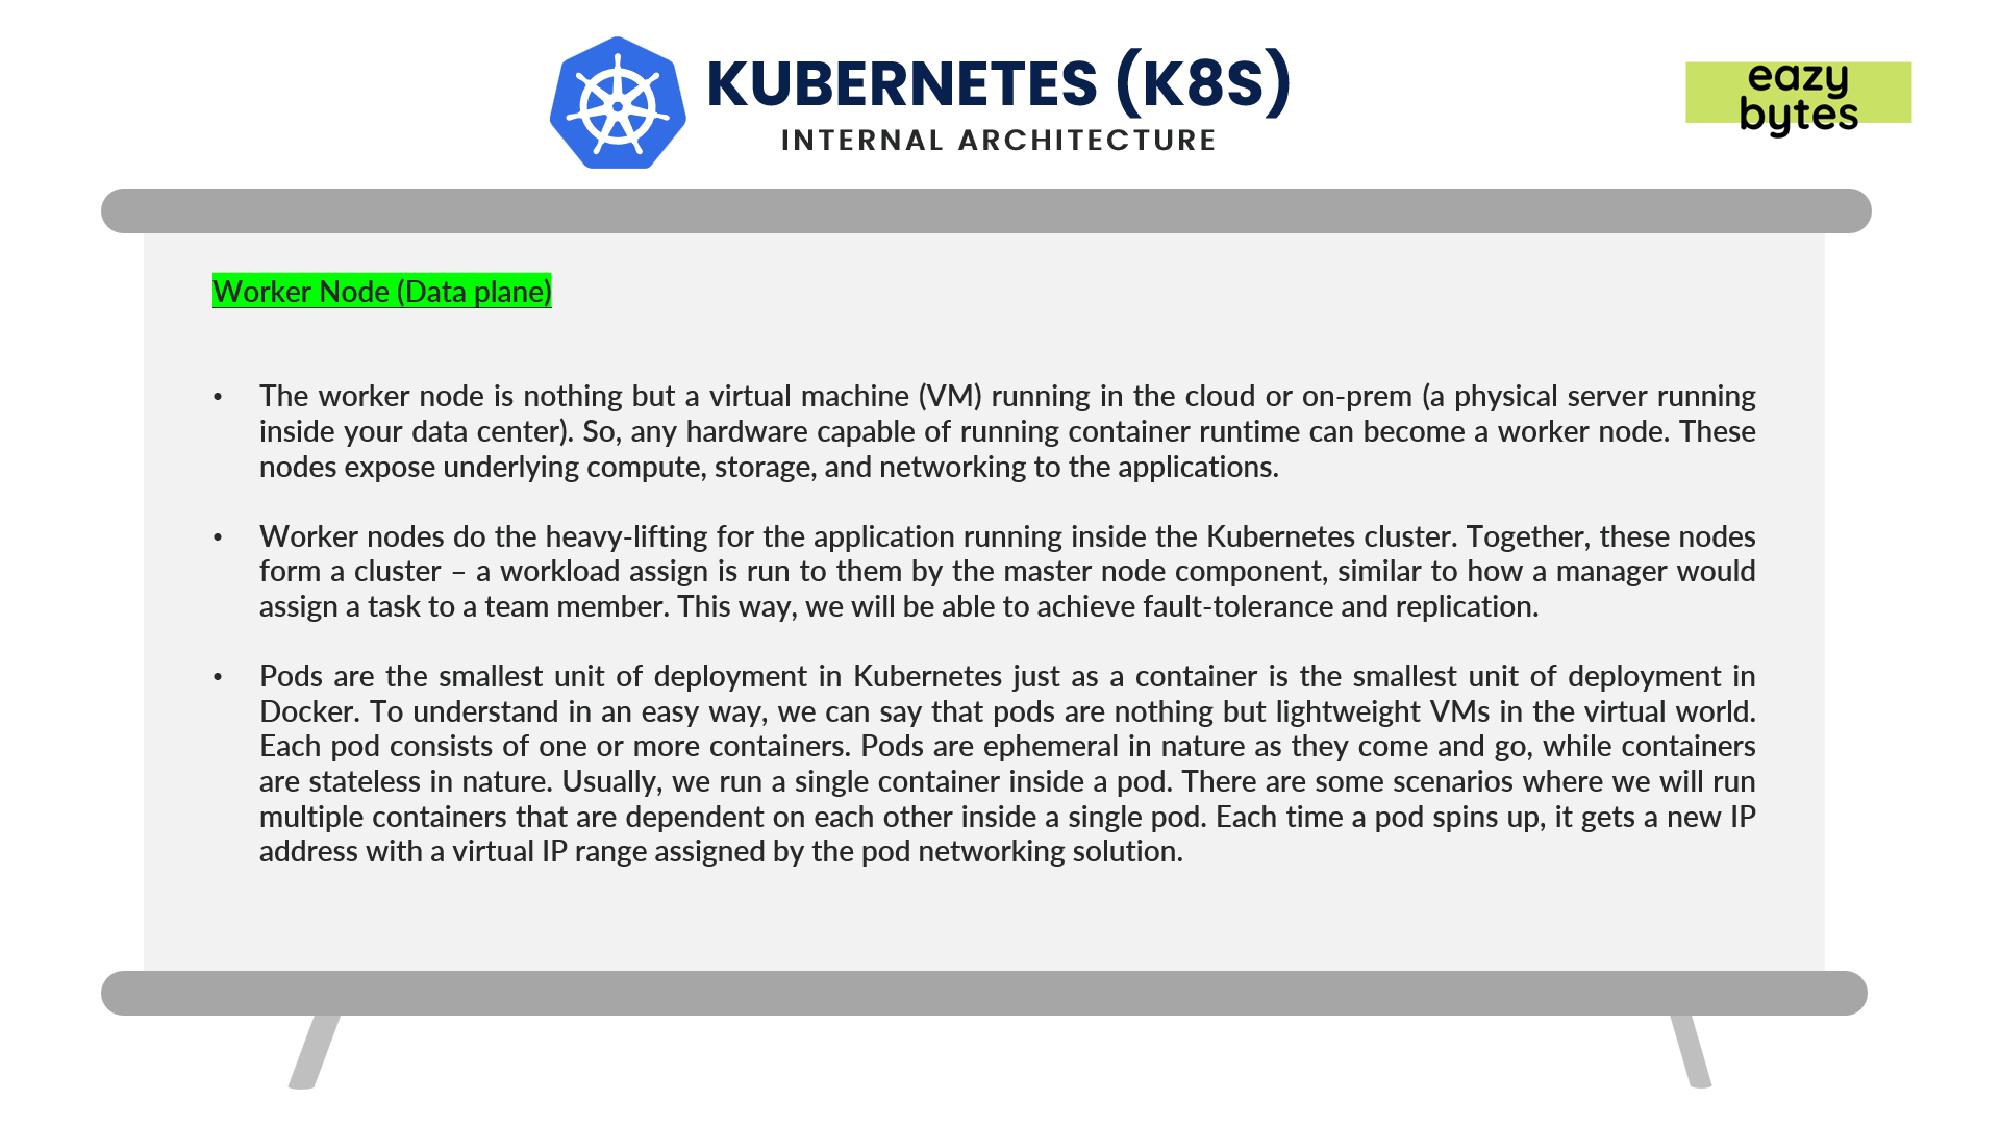 KUBERNETES (K8S)
INTERNAL ARCHITECTURE
eazy
bytes
Worker Node (Data plane)
• The worker node is nothing but a virtual machine (VM) running in the cloud or on-prem (a physical server running
inside your data center). So, any hardware capable of running container runtime can become a worker node. These
nodes expose underlying compute, storage, and networking to the applications.
• Worker nodes do the heavy-lifting for the application running inside the Kubernetes cluster. Together, these nodes
form a cluster – a workload assign is run to them by the master node component, similar to how a manager would
assign a task to a team member. This way, we will be able to achieve fault-tolerance and replication.
• Pods are the smallest unit of deployment in Kubernetes just as a container is the smallest unit of deployment in
Docker. To understand in an easy way, we can say that pods are nothing but lightweight VMs in the virtual world.
Each pod consists of one or more containers. Pods are ephemeral in nature as they come and go, while containers
are stateless in nature. Usually, we run a single container inside a pod. There are some scenarios where we will run
multiple containers that are dependent on each other inside a single pod. Each time a pod spins up, it gets a new IP
address with a virtual IP range assigned by the pod networking solution.